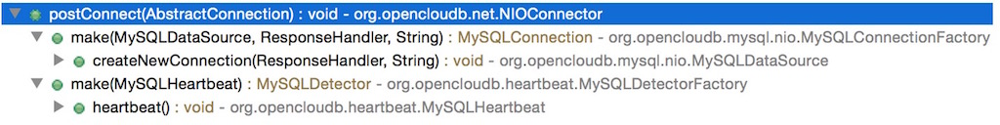 postConnect(AbstractConnection) : void – org.opencloudb.net.NIOConnector
make(MySQLDataSource, ResponseHandler, String) : MySQLConnection – org.opencloudb.mysql.nio.MySQLConnectionFactory
createNewConnection(ResponseHandler, String) : void – org.opencloudb.mysql.nio.MySQLDataSource
make(MySQLHeartbeat) : MySQLDetector – org.opencloudb.heartbeat.MySQLDetectorFactory
heartbeat() : void – org.opencloudb.heartbeat.MySQLHeartbeat